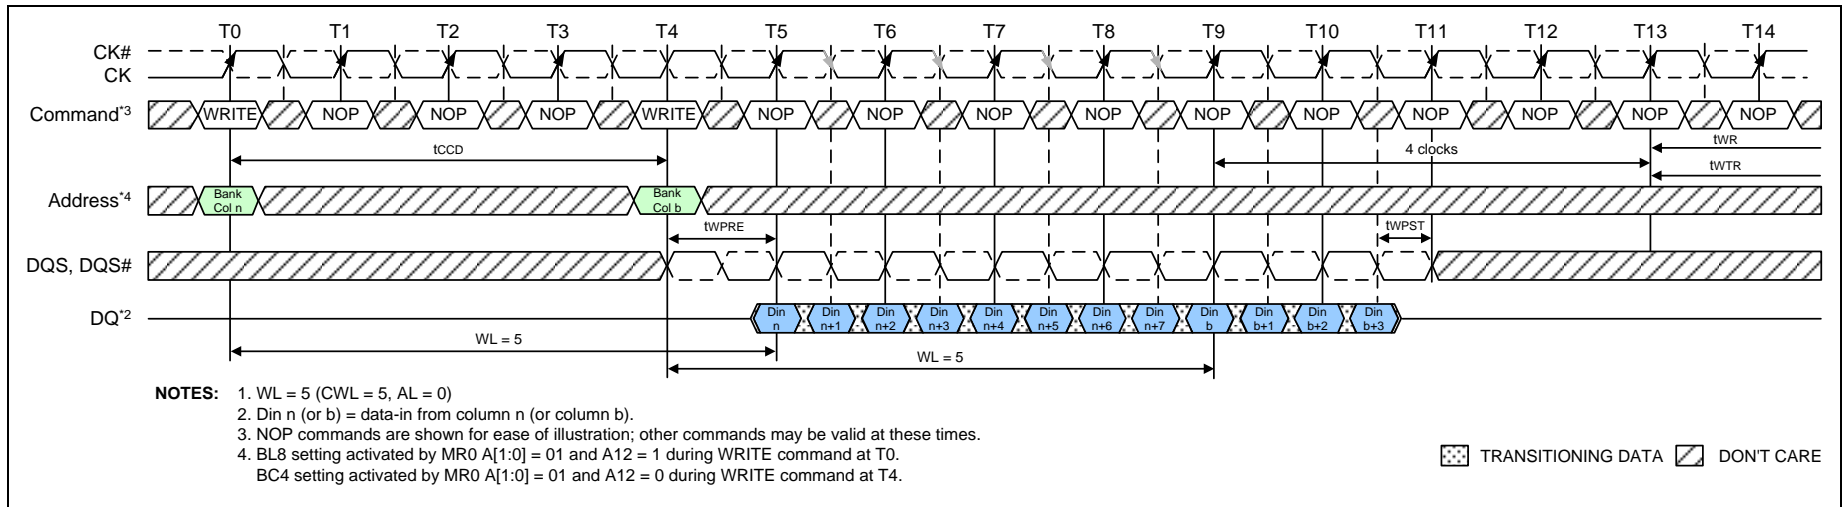 T0 T1 T2 T3 T4 T5 T6 T7 T8 T9 T10 T11 T12 T13 T14
CK#
CK
Command*3 WRITE NOP NOP NOP WRITE NOP NOP NOP NOP NOP NOP NOP NOP NOP NOP
tCCD 4 clocks tWR
tWTR
Address*4 Bank Col n Bank Col b
tWPRE tWPST
DQS, DQS#
DQ*2 Din n Din n+1 Din n+2 Din n+3 Din n+4 Din n+5 Din n+6 Din n+7 Din b Din b+1 Din b+2 Din b+3
WL = 5
WL = 5
NOTES: 1. WL = 5 (CWL = 5, AL = 0)
2. Din n (or b) = data-in from column n (or column b).
3. NOP commands are shown for ease of illustration; other commands may be valid at these times.
4. BL8 setting activated by MR0 A[1:0] = 01 and A12 = 1 during WRITE command at T0.
BC4 setting activated by MR0 A[1:0] = 01 and A12 = 0 during WRITE command at T4.
TRANSITIONING DATA DON'T CARE